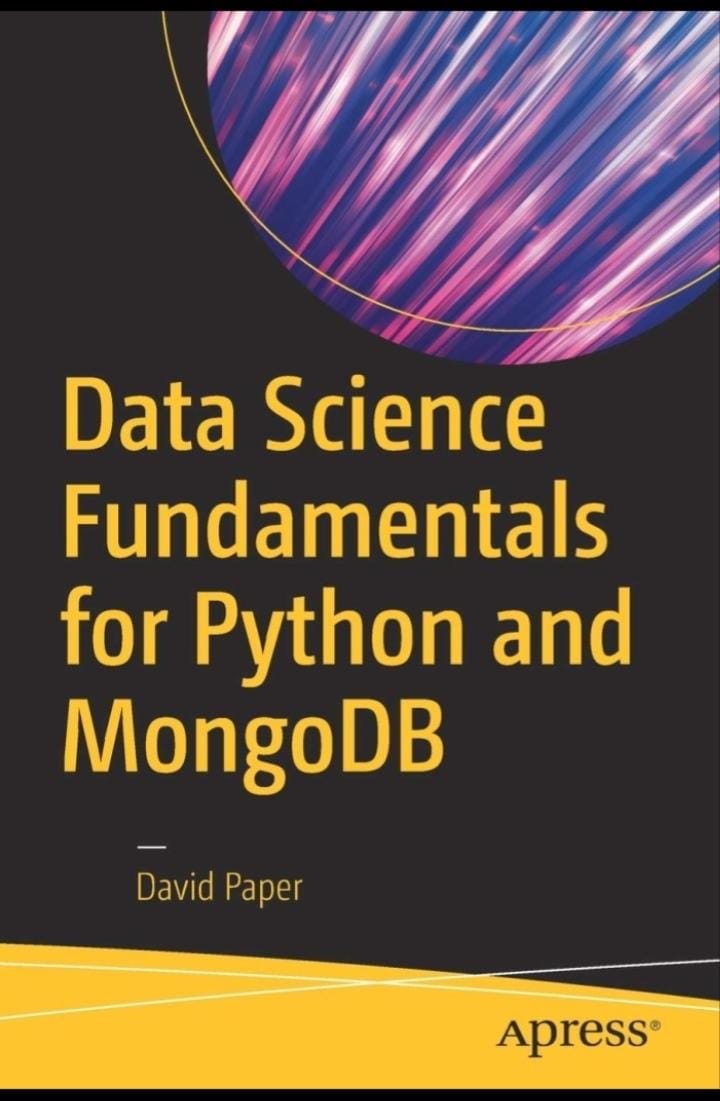 Data Science
Fundamentals
for Python and
MongoDB
David Paper
Apress®